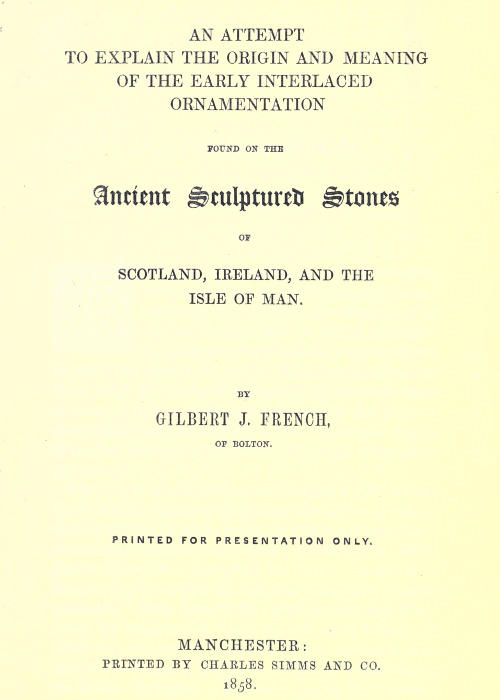 AN ATTEMPT
TO EXPLAIN THE ORIGIN AND MEANING
OF THE EARLY INTERLACED
ORNAMENTATION
FOUND ON THE
Ancient Sculptured Stones
OF
SCOTLAND, IRELAND, AND THE
ISLE OF MAN.
BY
GILBERT J. FRENCH,
OF BOLTON.
PRINTED FOR PRESENTATION ONLY.
MANCHESTER:
PRINTED BY CHARLES SIMMS AND CO.
1858.